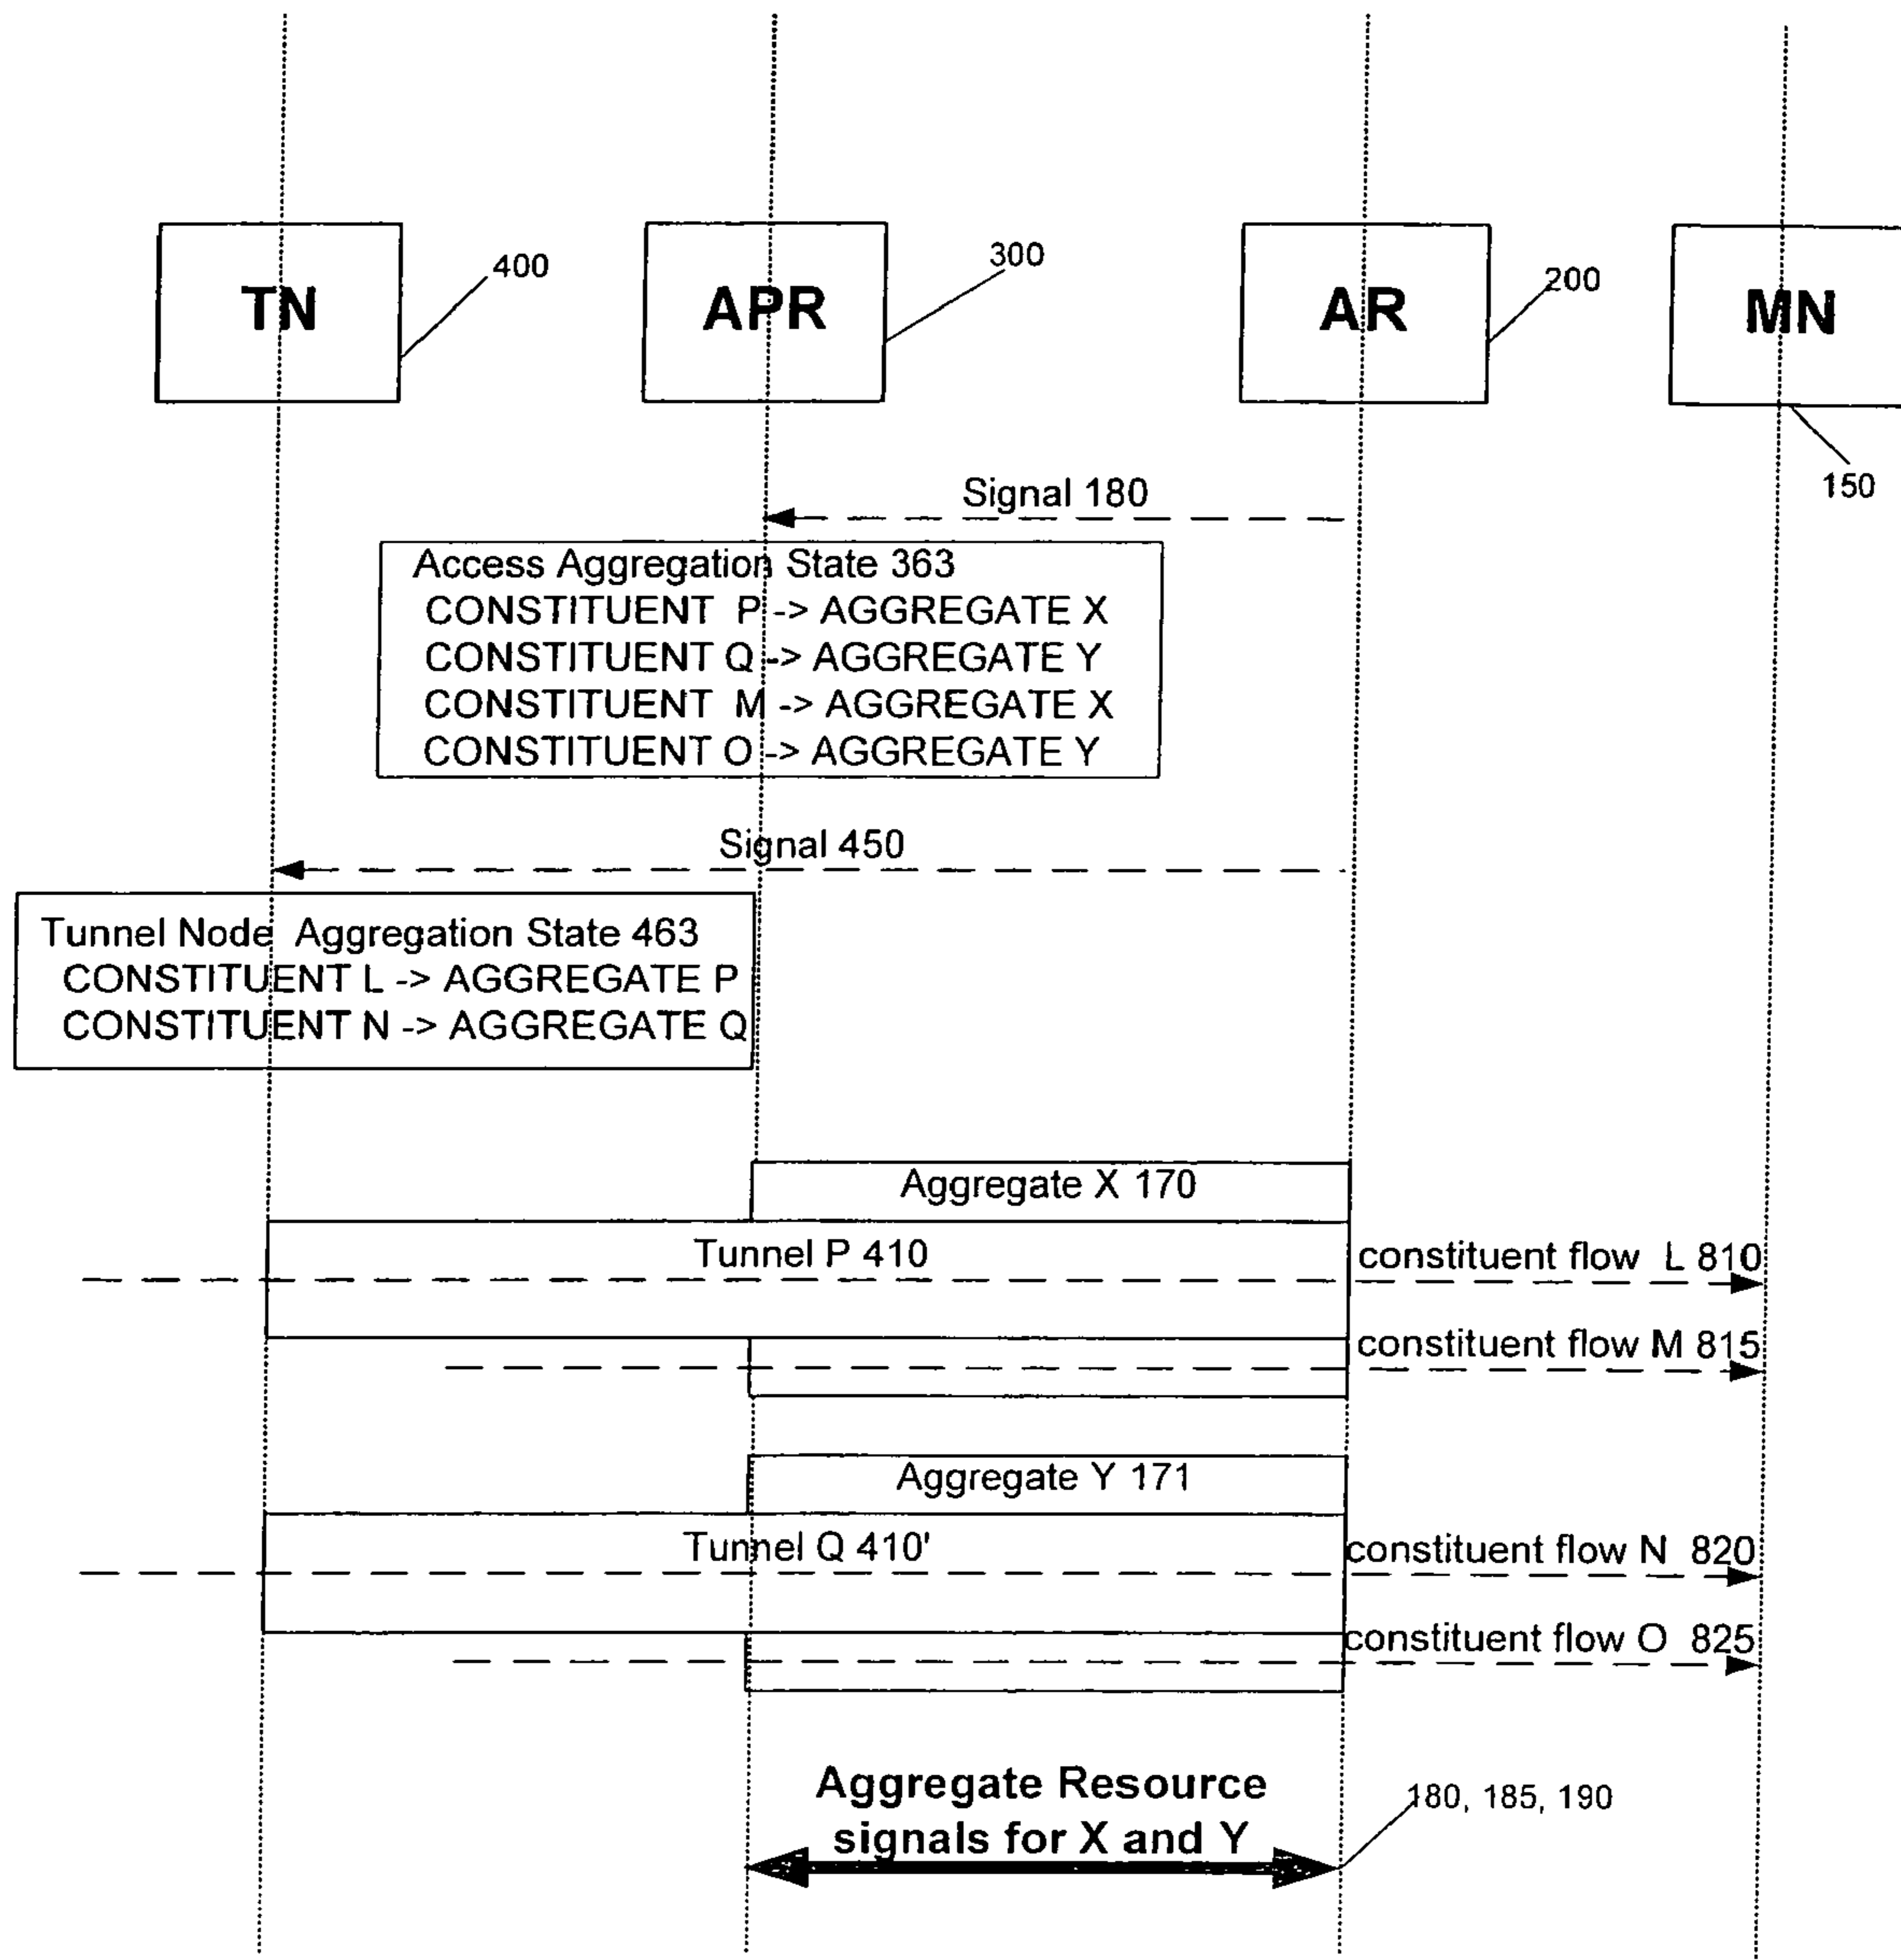 TN
400
APR
300
AR
200
MN
150
Signal 180
Access Aggregation State 363
CONSTITUENT P -> AGGREGATE X
CONSTITUENT Q -> AGGREGATE Y
CONSTITUENT M -> AGGREGATE X
CONSTITUENT O -> AGGREGATE Y
Signal 450
Tunnel Node Aggregation State 463
CONSTITUENT L -> AGGREGATE P
CONSTITUENT N -> AGGREGATE Q
Aggregate X 170
Tunnel P 410
constituent flow L 810
constituent flow M 815
Aggregate Y 171
Tunnel Q 410'
constituent flow N 820
constituent flow O 825
Aggregate Resource
signals for X and Y
180, 185, 190